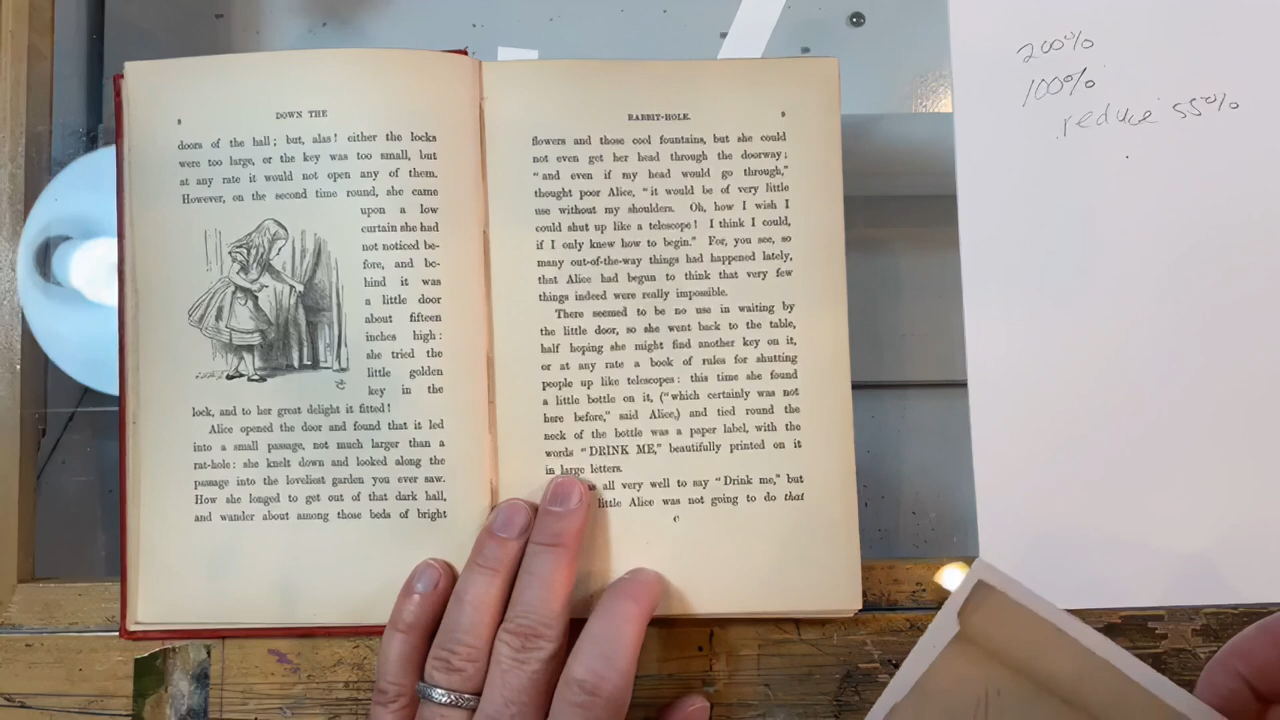 8
DOWN THE
doors of the hall; but, alas! either the locks
were too large, or the key was too small, but
at any rate it would not open any of them.
However, on the second time round, she came
upon a low
curtain she had
not noticed be-
fore, and be-
hind it was
a little door
about fifteen
inches high:
she tried the
little golden
key in the
lock, and to her great delight it fitted!
Alice opened the door and found that it led
into a small passage, not much larger than a
rat-hole: she knelt down and looked along the
passage into the loveliest garden you ever saw.
How she longed to get out of that dark hall,
and wander about among those beds of bright
RABBIT-HOLE.
9
flowers and those cool fountains, but she could
not even get her head through the doorway;
"and even if my head would go through,"
thought poor Alice, "it would be of very little
use without my shoulders. Oh, how I wish I
could shut up like a telescope! I think I could,
if I only knew how to begin." For, you see, so
many out-of-the-way things had happened lately,
that Alice had begun to think that very few
things indeed were really impossible.
There seemed to be no use in waiting by
the little door, so she went back to the table,
half hoping she might find another key on it,
or at any rate a book of rules for shutting
people up like telescopes: this time she found
a little bottle on it, ("which certainly was not
here before," said Alice,) and tied round the
neck of the bottle was a paper label, with the
words "DRINK ME," beautifully printed on it
in large letters.
all very well to say "Drink me," but
little Alice was not going to do that
C
200%
100%
reduce 55%